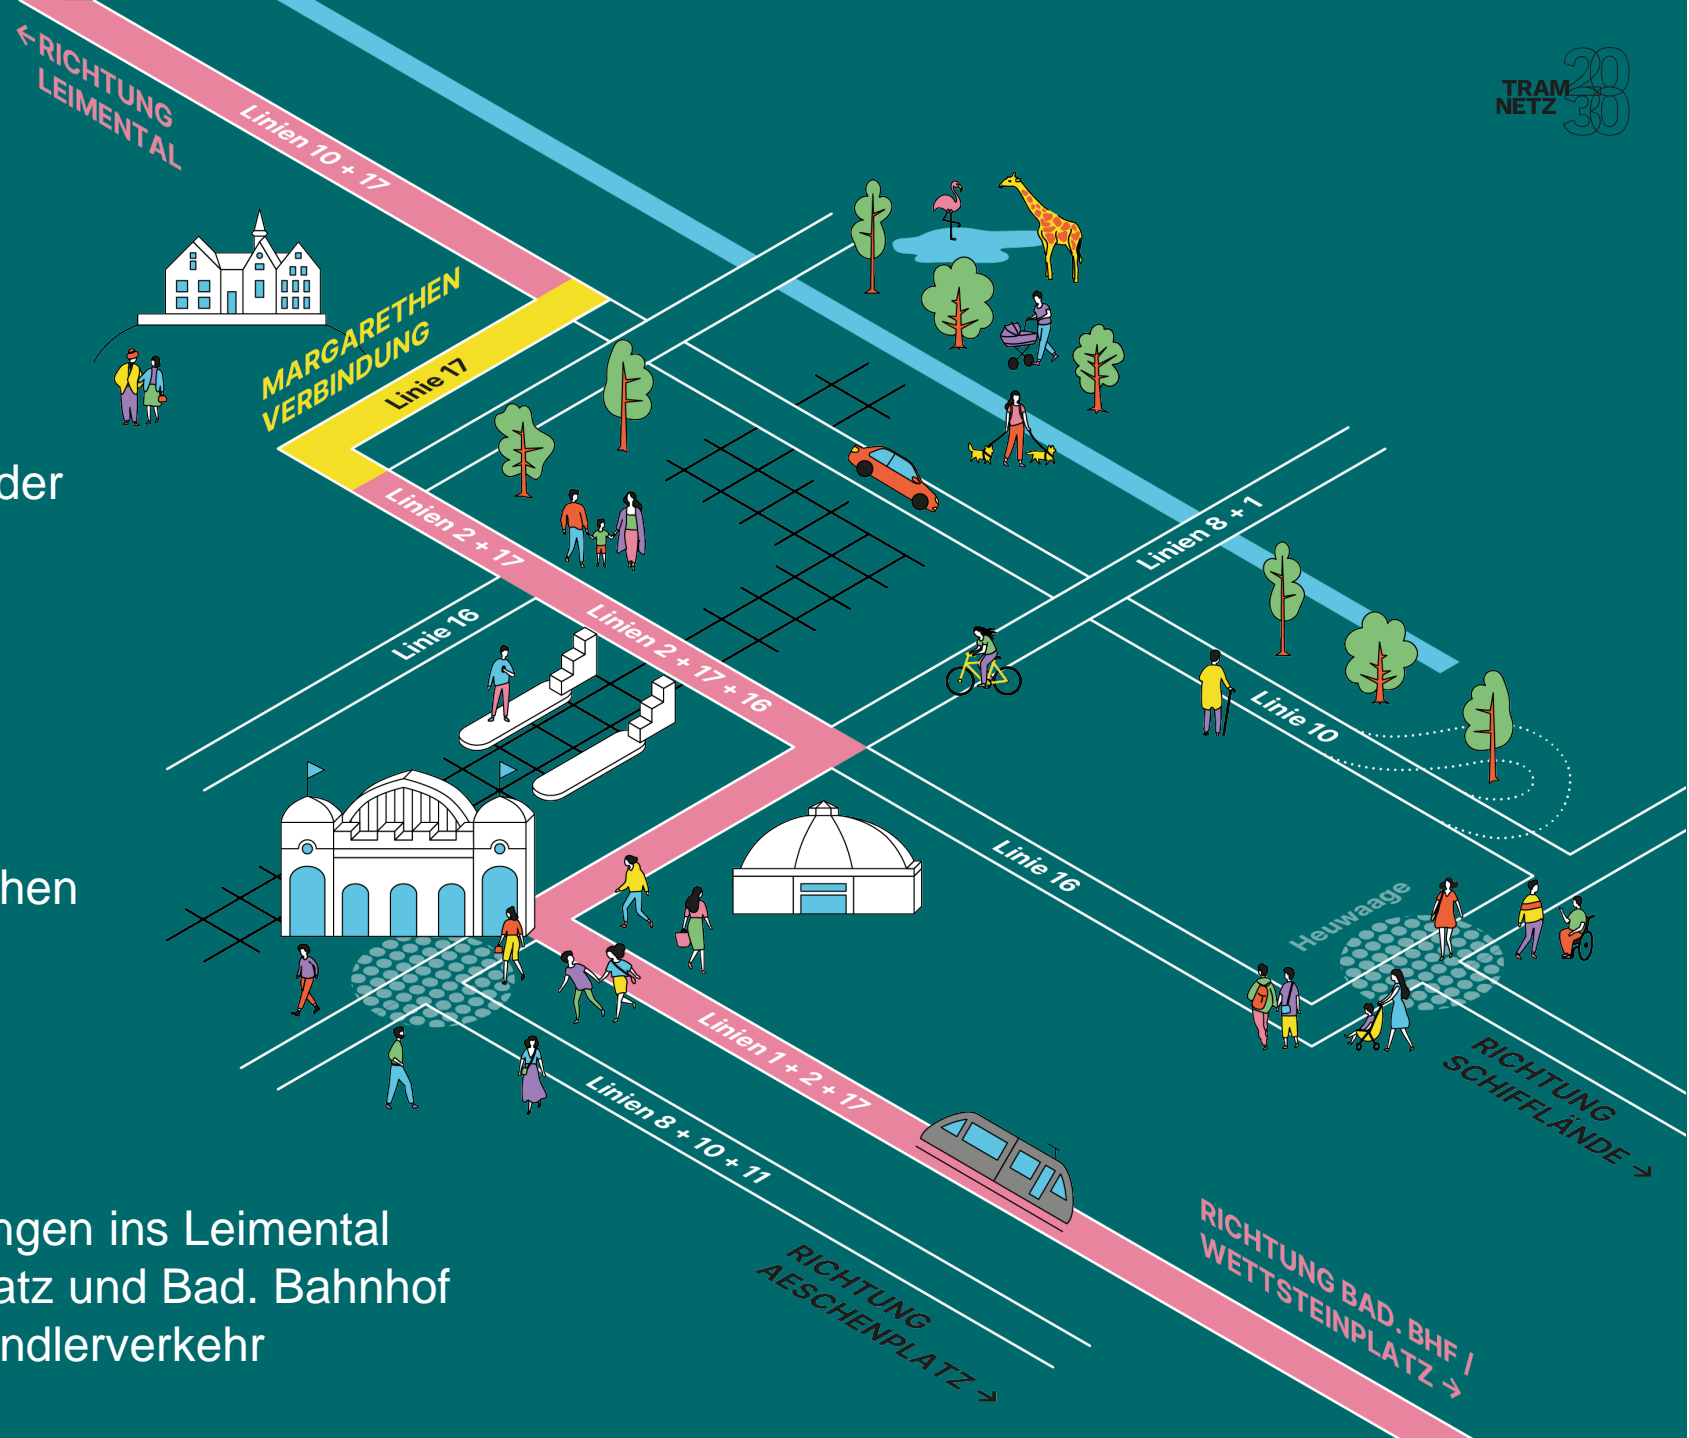 ←RICHTUNG
LEIMENTAL
Linien 10 + 17
TRAM
NETZ
20
30
MARGARETHEN
VERBINDUNG
Linie 17
der
Linien 2 + 17
Linien 8 + 1
Linie 16
Linien 2 + 17 + 16
Linie 10
Linie 16
hen
Heuwaage
Linien 1 + 2 + 17
Linien 8 + 10 + 11
RICHTUNG
SCHIFFLÄNDE →
ngen ins Leimental
atz und Bad. Bahnhof
ndlerverkehr
RICHTUNG
AESCHENPLATZ →
RICHTUNG BAD. BHF /
WETTSTEINPLATZ →